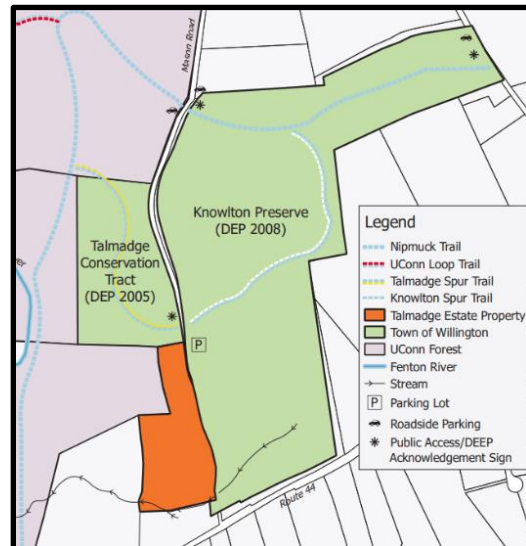 Mason Road
Knowlton Preserve
(DEP 2008)
Talmadge
Conservation
Tract
(DEP 2005)
P
Route 44
Legend
Nipmuck Trail
UConn Loop Trail
Talmadge Spur Trail
Knowlton Spur Trail
Talmadge Estate Property
Town of Willington
UConn Forest
Fenton River
Stream
P Parking Lot
Roadside Parking
Public Access/DEEP
Acknowledgement Sign